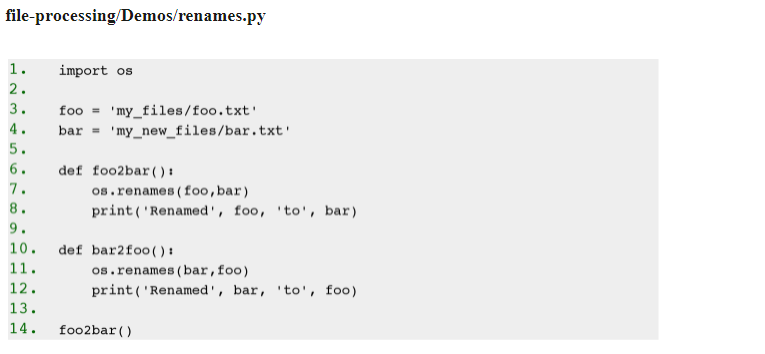 file-processing/Demos/renames.py
1. import os
2.
3. foo = 'my_files/foo.txt'
4. bar = 'my_new_files/bar.txt'
5.
6. def foo2bar():
7.     os.renames(foo,bar)
8.     print('Renamed', foo, 'to', bar)
9.
10. def bar2foo():
11.     os.renames(bar,foo)
12.     print('Renamed', bar, 'to', foo)
13.
14. foo2bar()